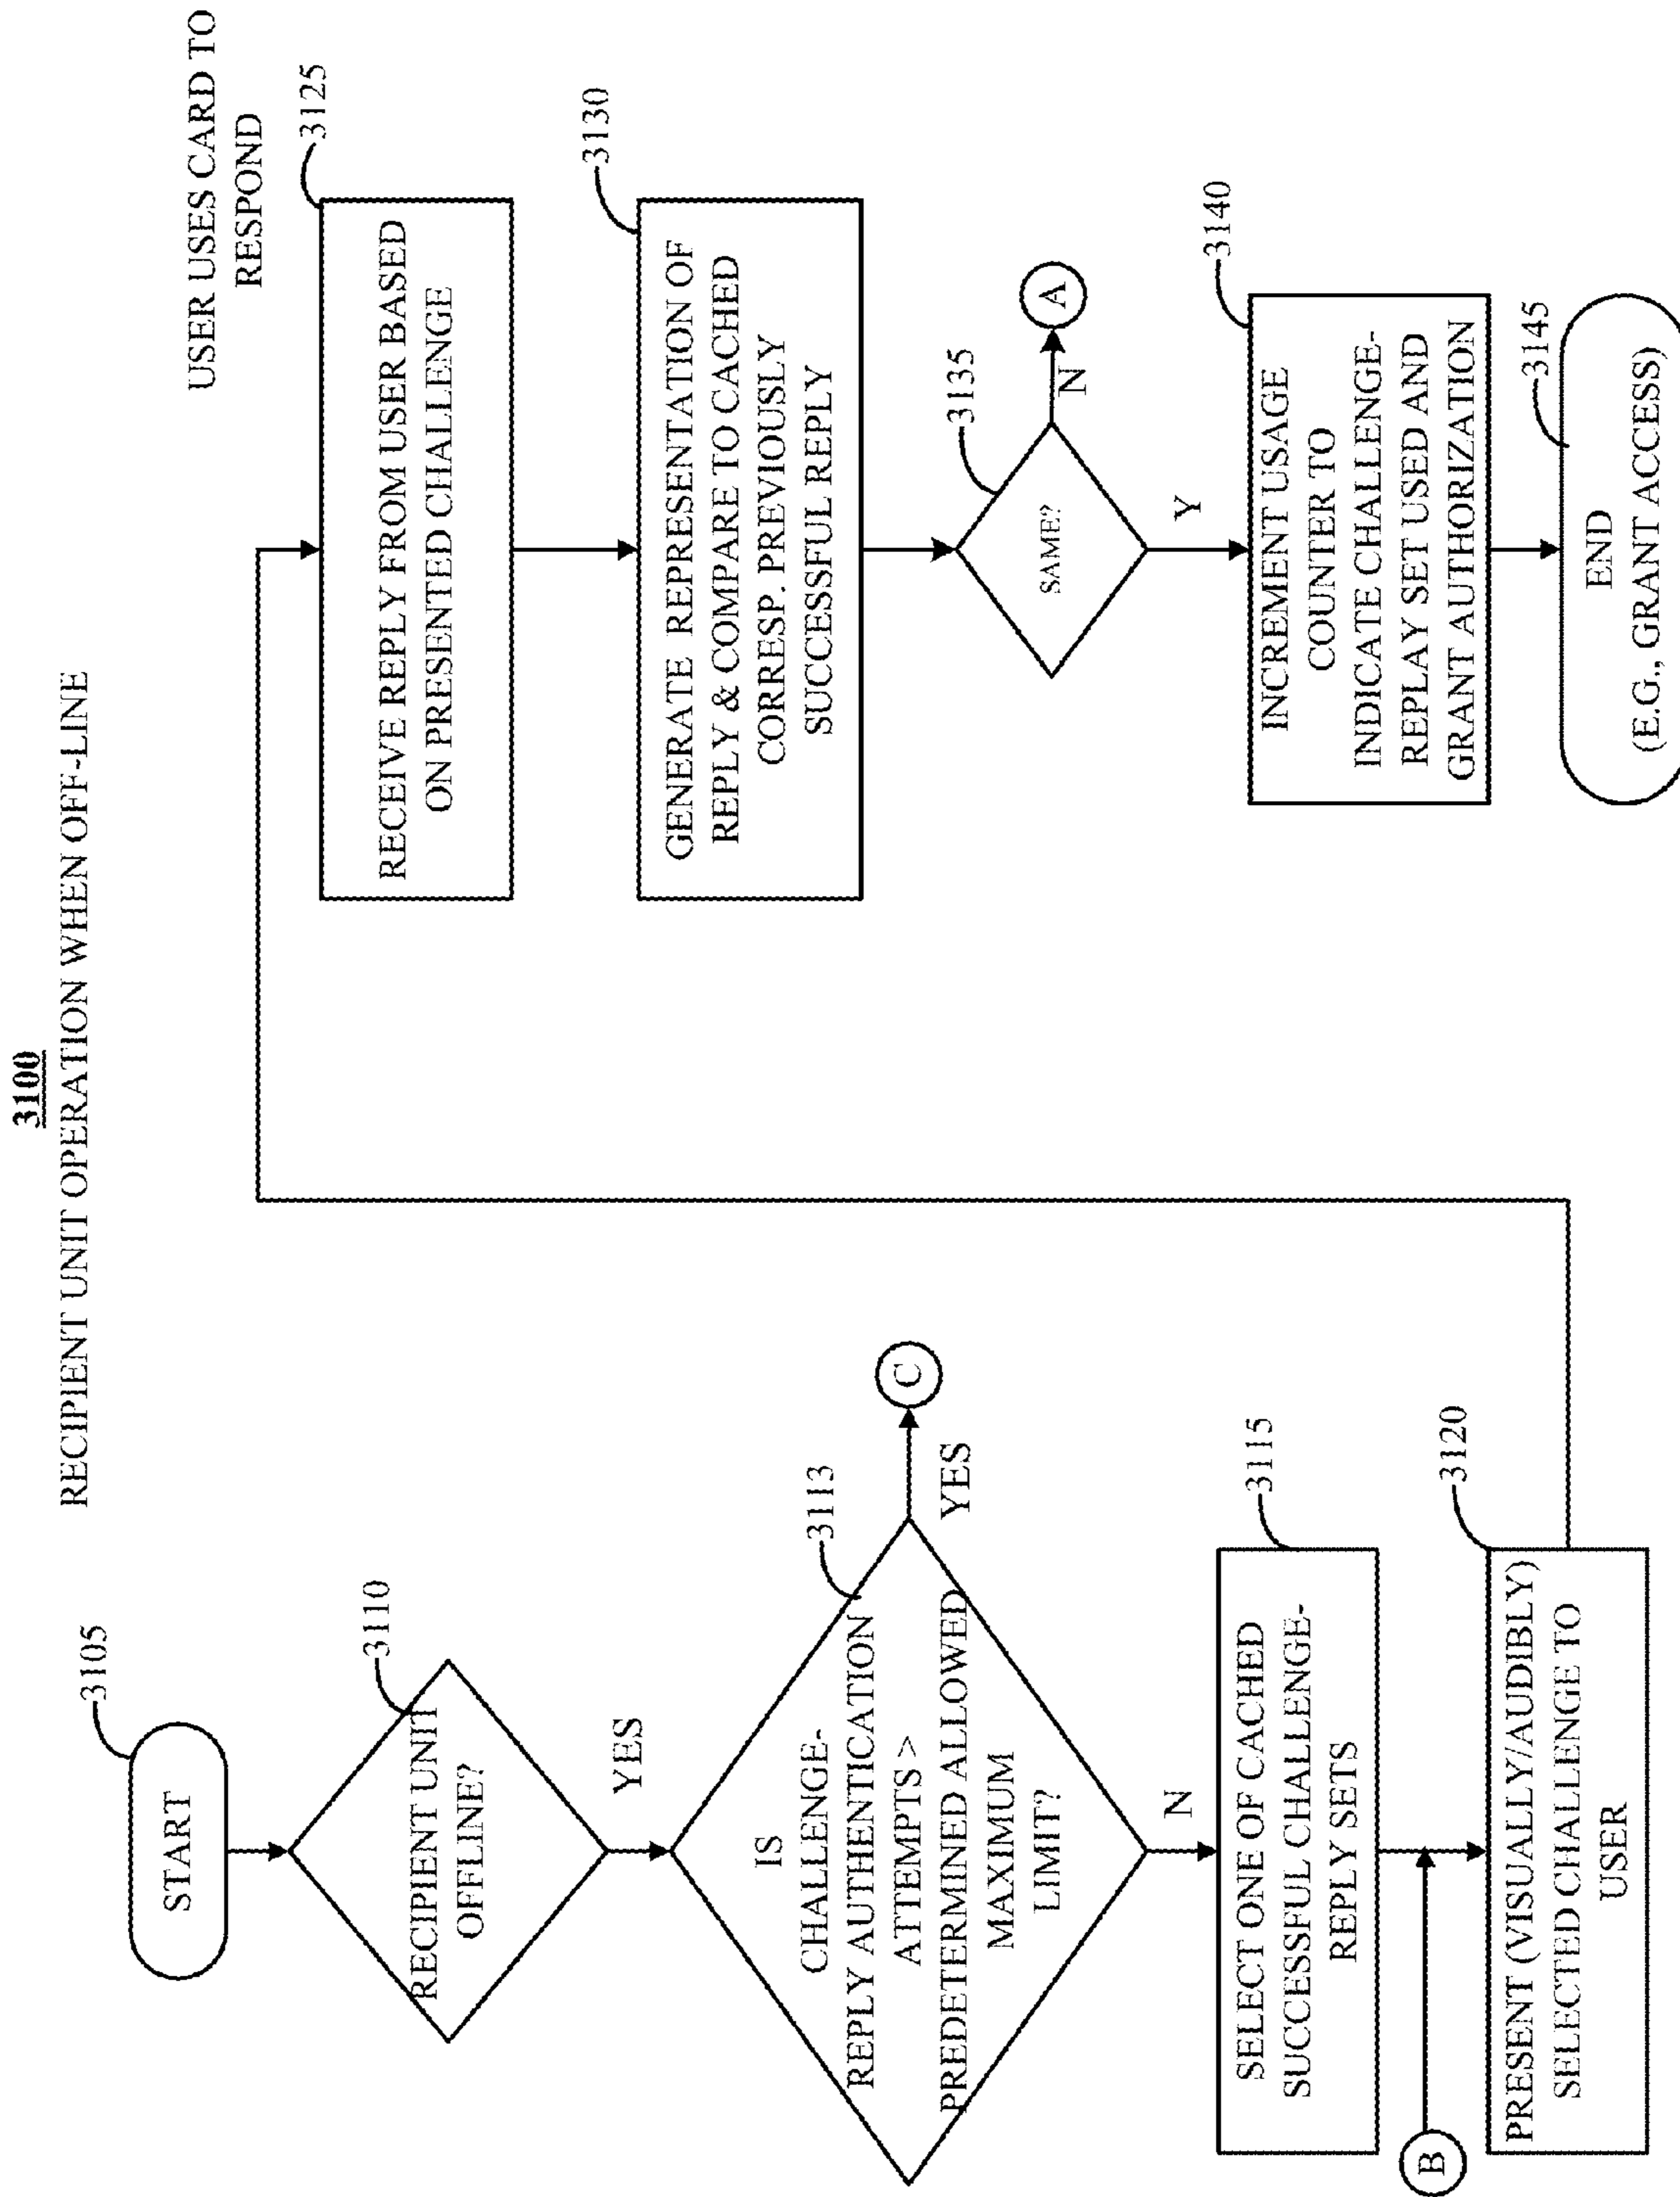 3100
RECIPIENT UNIT OPERATION WHEN OFF-LINE
START
3105
RECIPIENT UNIT
OFFLINE?
3110
YES
IS
CHALLENGE-
REPLY AUTHENTICATION
ATTEMPTS >
PREDETERMINED ALLOWED
MAXIMUM
LIMIT?
3113
YES
C
N
SELECT ONE OF CACHED
SUCCESSFUL CHALLENGE-
REPLY SETS
3115
B
PRESENT (VISUALLY/AUDIBLY)
SELECTED CHALLENGE TO
USER
3120
USER USES CARD TO
RESPOND
3125
RECEIVE REPLY FROM USER BASED
ON PRESENTED CHALLENGE
3130
GENERATE REPRESENTATION OF
REPLY & COMPARE TO CACHED
CORRESP. PREVIOUSLY
SUCCESSFUL REPLY
3135
SAME?
N
A
Y
3140
INCREMENT USAGE
COUNTER TO
INDICATE CHALLENGE-
REPLAY SET USED AND
GRANT AUTHORIZATION
3145
END
(E.G., GRANT ACCESS)